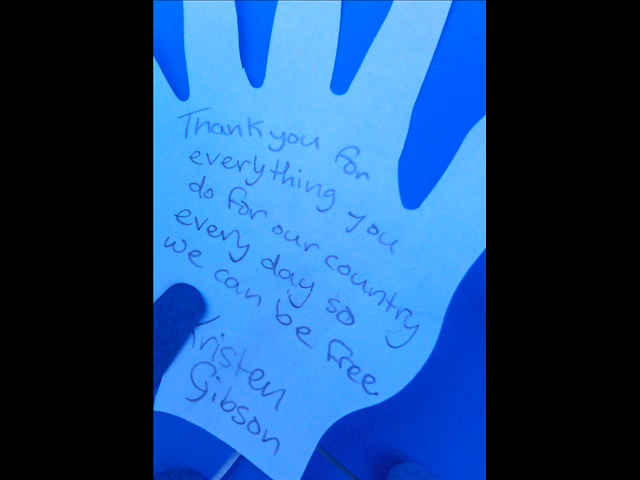 Thank you for
everything you
do for our country
every day so
we can be free
Kristen
Gibson